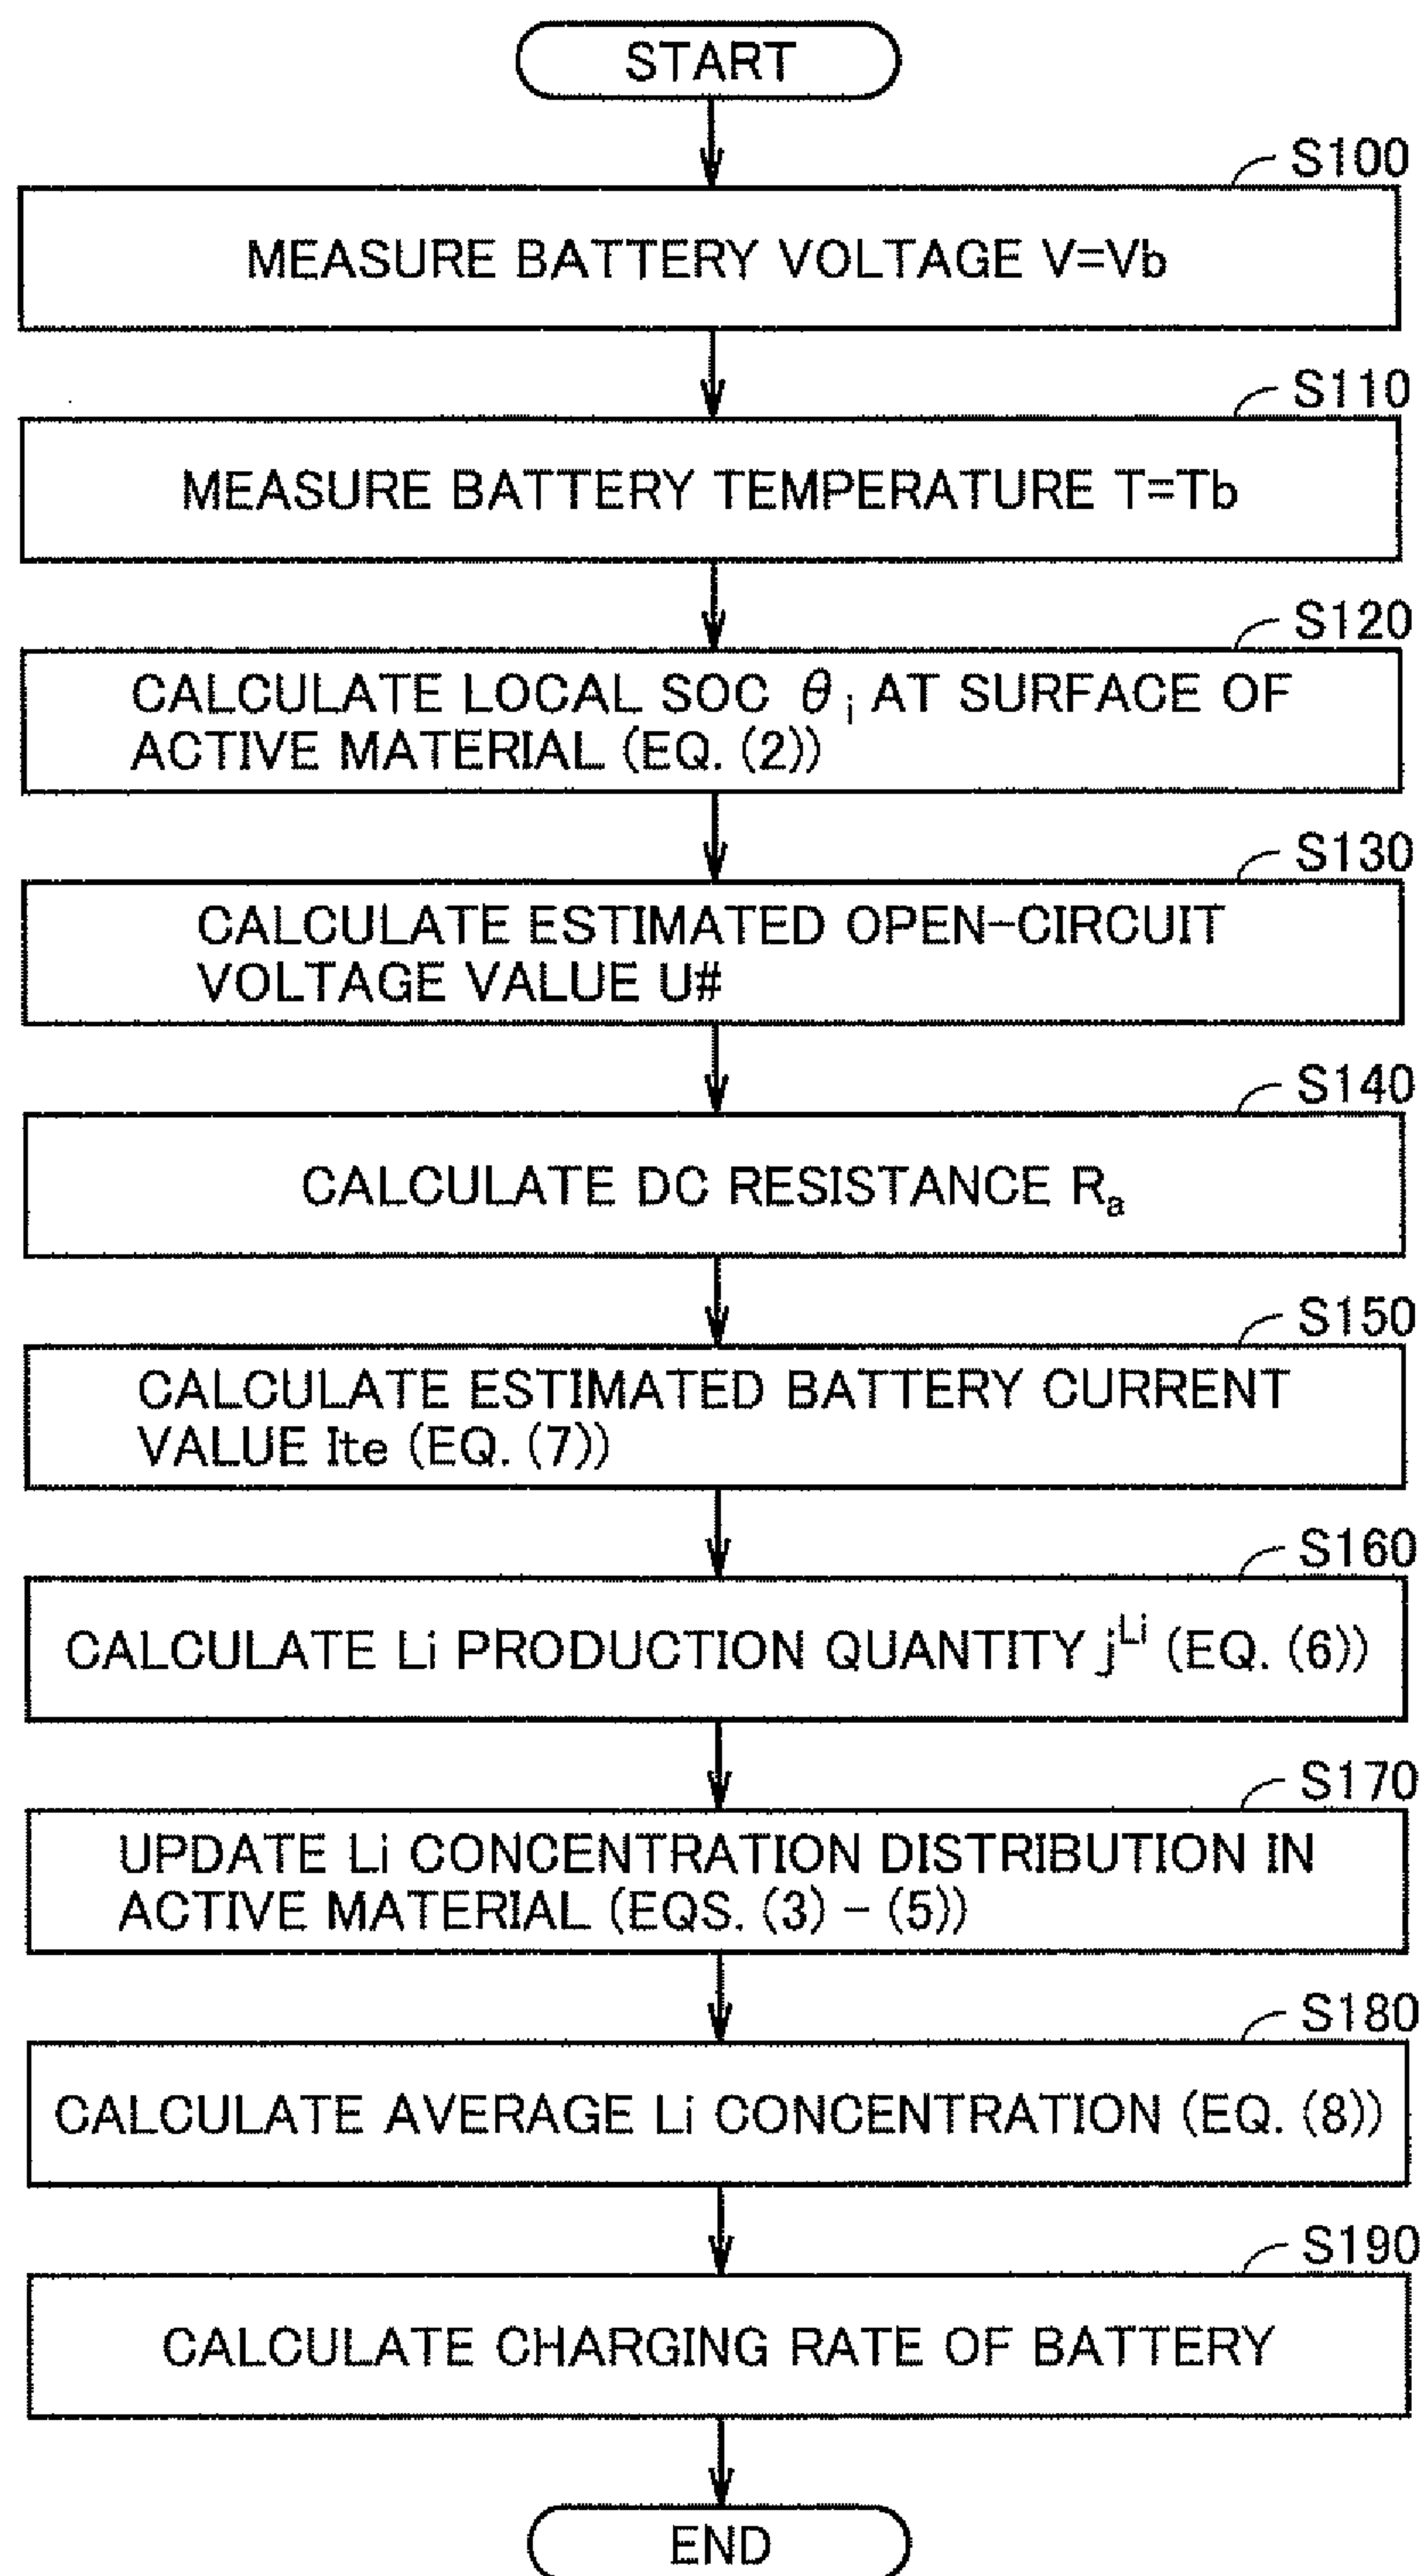 START
S100
MEASURE BATTERY VOLTAGE V=Vb
S110
MEASURE BATTERY TEMPERATURE T=Tb
S120
CALCULATE LOCAL SOC θi AT SURFACE OF
ACTIVE MATERIAL (EQ. (2))
S130
CALCULATE ESTIMATED OPEN-CIRCUIT
VOLTAGE VALUE U#
S140
CALCULATE DC RESISTANCE Ra
S150
CALCULATE ESTIMATED BATTERY CURRENT
VALUE Ite (EQ. (7))
S160
CALCULATE Li PRODUCTION QUANTITY jLi (EQ. (6))
S170
UPDATE Li CONCENTRATION DISTRIBUTION IN
ACTIVE MATERIAL (EQS. (3) - (5))
S180
CALCULATE AVERAGE Li CONCENTRATION (EQ. (8))
S190
CALCULATE CHARGING RATE OF BATTERY
END